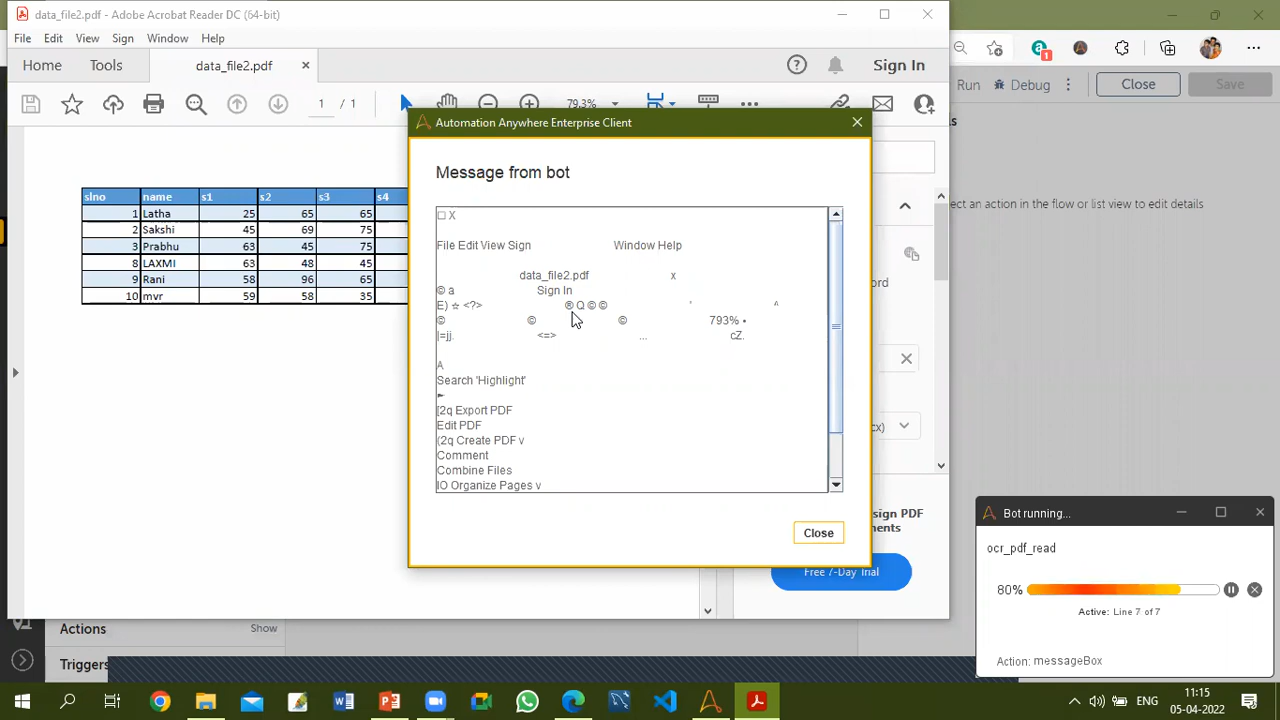 data_file2.pdf - Adobe Acrobat Reader DC (64-bit)
File Edit View Sign Window Help
Home Tools data_file2.pdf × Sign In
1 / 1 79.3%
1
Run Debug Close Save
slno name s1 s2 s3 s4
1 Latha 25 65 65
2 Sakshi 45 69 75
3 Prabhu 63 45 75
8 LAXMI 63 48 45
9 Rani 58 96 65
10 mvr 59 58 35
Automation Anywhere Enterprise Client
Message from bot
□ X
File Edit View Sign Window Help
data_file2.pdf x
© a Sign In
E) ☆ <?> ® Q © © ' ^
© © © 793% •
|=jj. <=> ... cZ.
A
Search 'Highlight'
►
[2q Export PDF
Edit PDF
(2q Create PDF v
Comment
Combine Files
IO Organize Pages v
Close
s
ect an action in the flow or list view to edit details
ord
cx)
sign PDF
ments
Free 7-Day Trial
Bot running...
ocr_pdf_read
80%
Active: Line 7 of 7
Action: messageBox
Actions Show
Triggers
ENG
11:15
05-04-2022